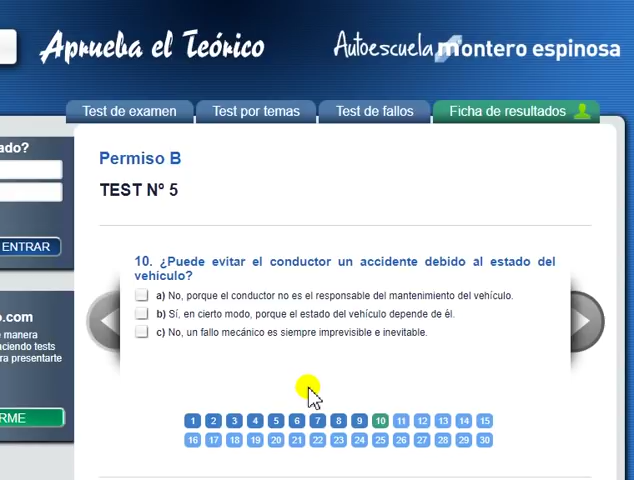 Aprueba el Teórico
Autoescuela montero espinosa
Test de examen
Test por temas
Test de fallos
Ficha de resultados
ado?
ENTRAR
o.com
manera
aciendo tests
ra presentarte
RME
Permiso B
TEST Nº 5
10. ¿Puede evitar el conductor un accidente debido al estado del
vehículo?
a) No, porque el conductor no es el responsable del mantenimiento del vehículo.
b) Sí, en cierto modo, porque el estado del vehículo depende de él.
c) No, un fallo mecánico es siempre imprevisible e inevitable.
1 2 3 4 5 6 7 8 9 10 11 12 13 14 15
16 17 18 19 20 21 22 23 24 25 26 27 28 29 30